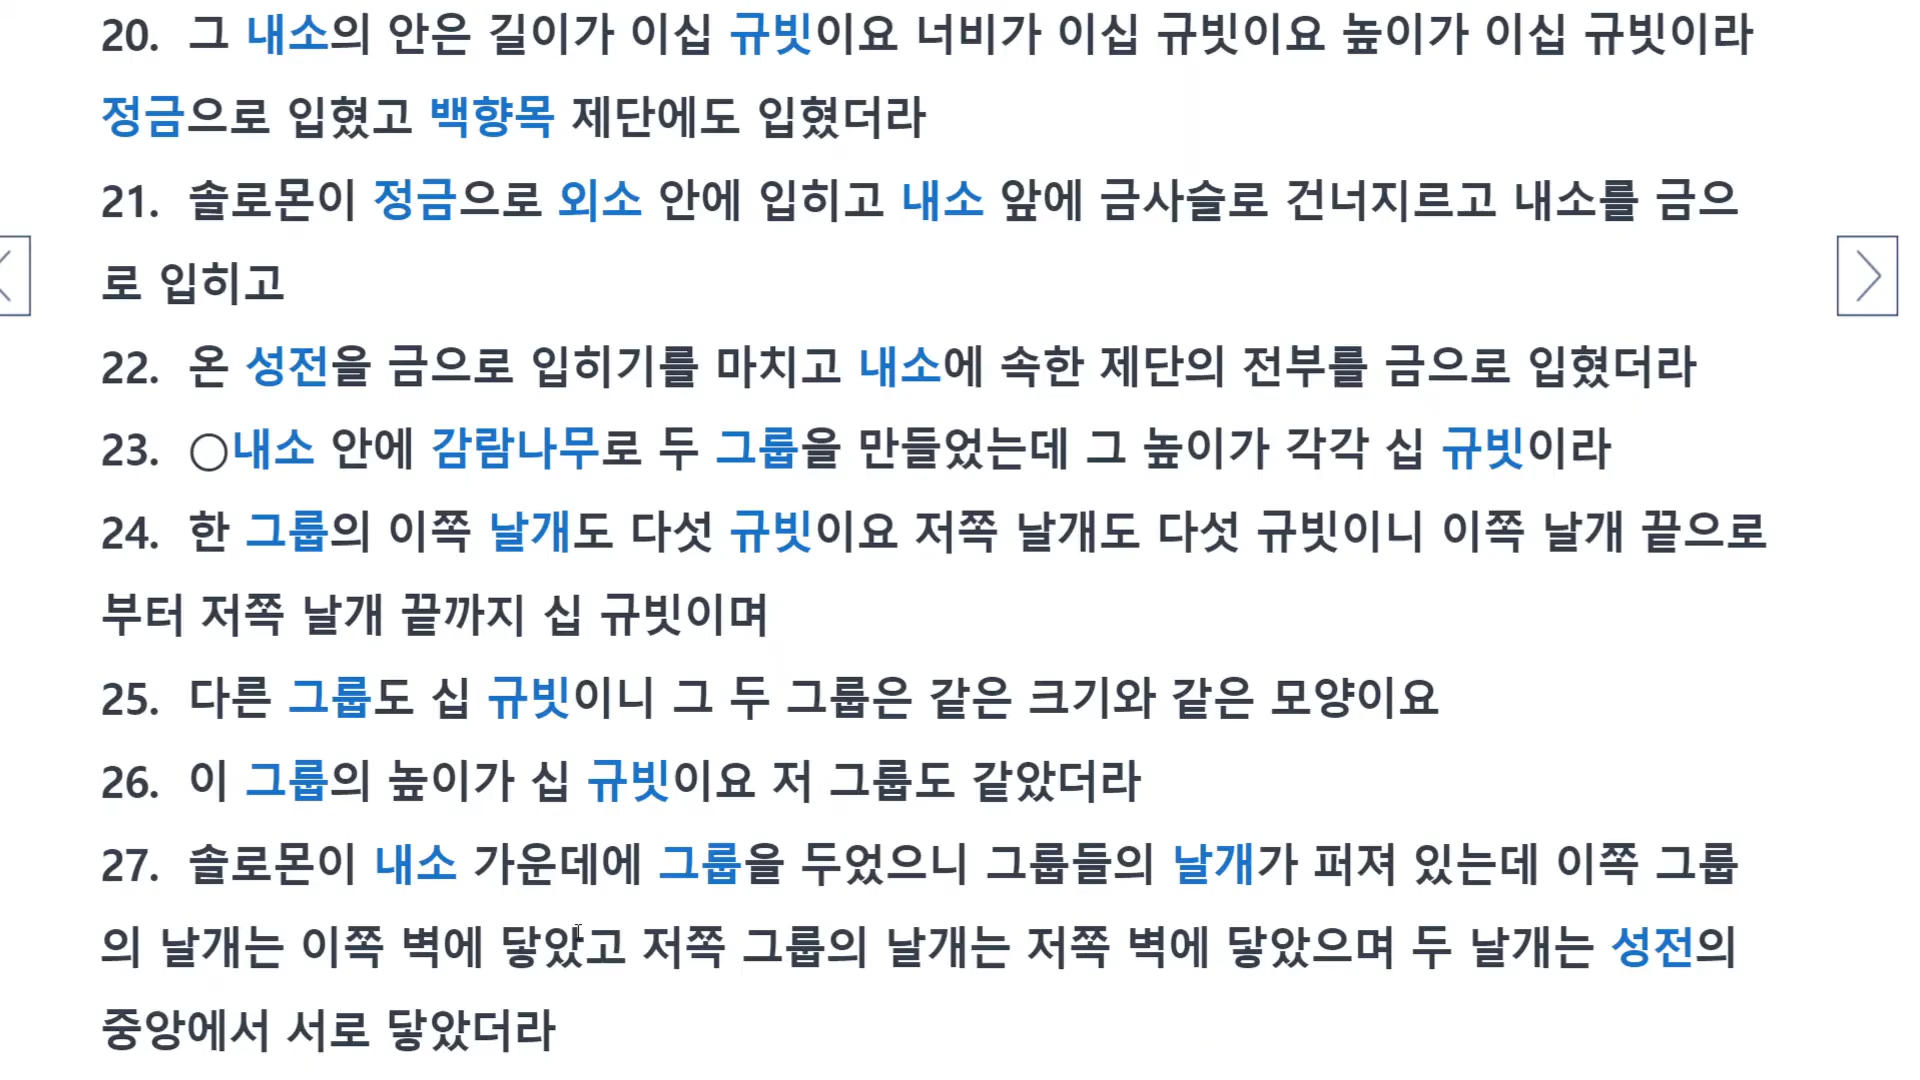 20. 그 내소의 안은 길이가 이십 규빗이요 너비가 이십 규빗이요 높이가 이십 규빗이라
정금으로 입혔고 백향목 제단에도 입혔더라
21. 솔로몬이 정금으로 외소 안에 입히고 내소 앞에 금사슬로 건너지르고 내소를 금으
로 입히고
22. 온 성전을 금으로 입히기를 마치고 내소에 속한 제단의 전부를 금으로 입혔더라
23. ○내소 안에 감람나무로 두 그룹을 만들었는데 그 높이가 각각 십 규빗이라
24. 한 그룹의 이쪽 날개도 다섯 규빗이요 저쪽 날개도 다섯 규빗이니 이쪽 날개 끝으로
부터 저쪽 날개 끝까지 십 규빗이며
25. 다른 그룹도 십 규빗이니 그 두 그룹은 같은 크기와 같은 모양이요
26. 이 그룹의 높이가 십 규빗이요 저 그룹도 같았더라
27. 솔로몬이 내소 가운데에 그룹을 두었으니 그룹들의 날개가 퍼져 있는데 이쪽 그룹
의 날개는 이쪽 벽에 닿았고 저쪽 그룹의 날개는 저쪽 벽에 닿았으며 두 날개는 성전의
중앙에서 서로 닿았더라